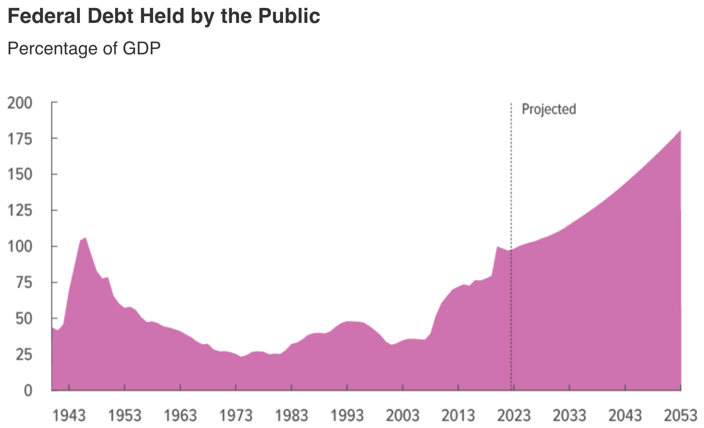 Federal Debt Held by the Public
Percentage of GDP
Projected
200
175
150
125
100
75
50
25
0
1943 1953 1963 1973 1983 1993 2003 2013 2023 2033 2043 2053